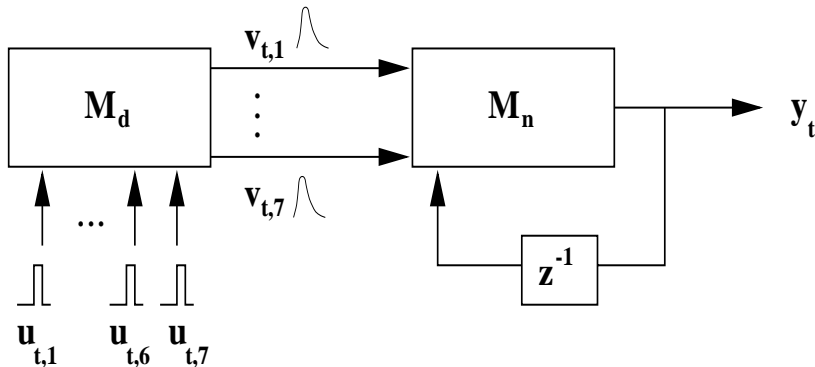 v_t,1
M_d
M_n
y_t
v_t,7
...
z^-1
u_t,1 u_t,6 u_t,7